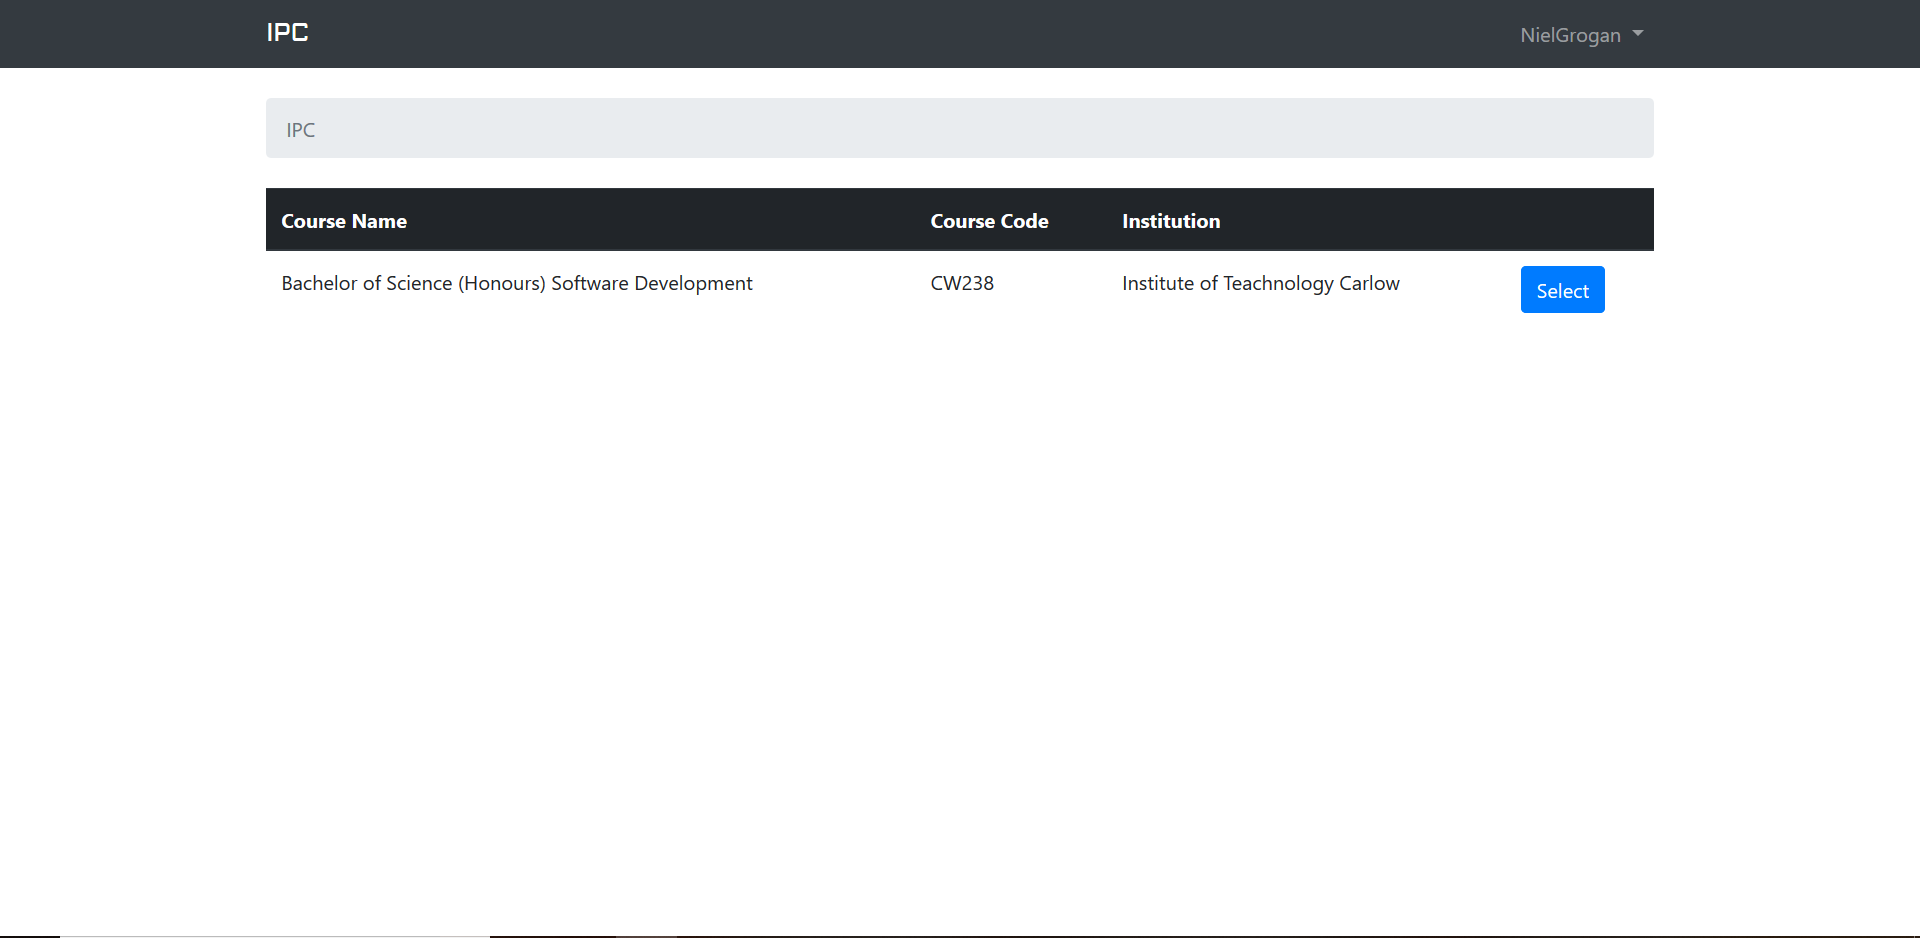 IPC
NielGrogan
IPC
Course Name Course Code Institution
Bachelor of Science (Honours) Software Development CW238 Institute of Teachnology Carlow Select